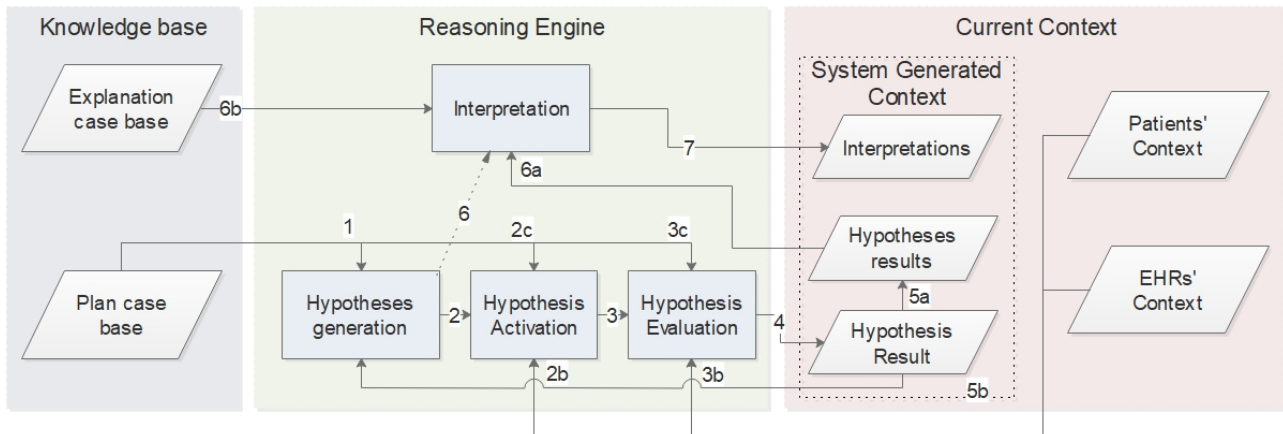 Knowledge base
Reasoning Engine
Current Context
Explanation
case base
6b
Interpretation
System Generated
Context
Interpretations
Patients'
Context
7
6a
6
1
2c
3c
Hypotheses
results
Plan case
base
Hypotheses
generation
2
Hypothesis
Activation
3
Hypothesis
Evaluation
4
5a
Hypothesis
Result
EHRs'
Context
2b
3b
5b